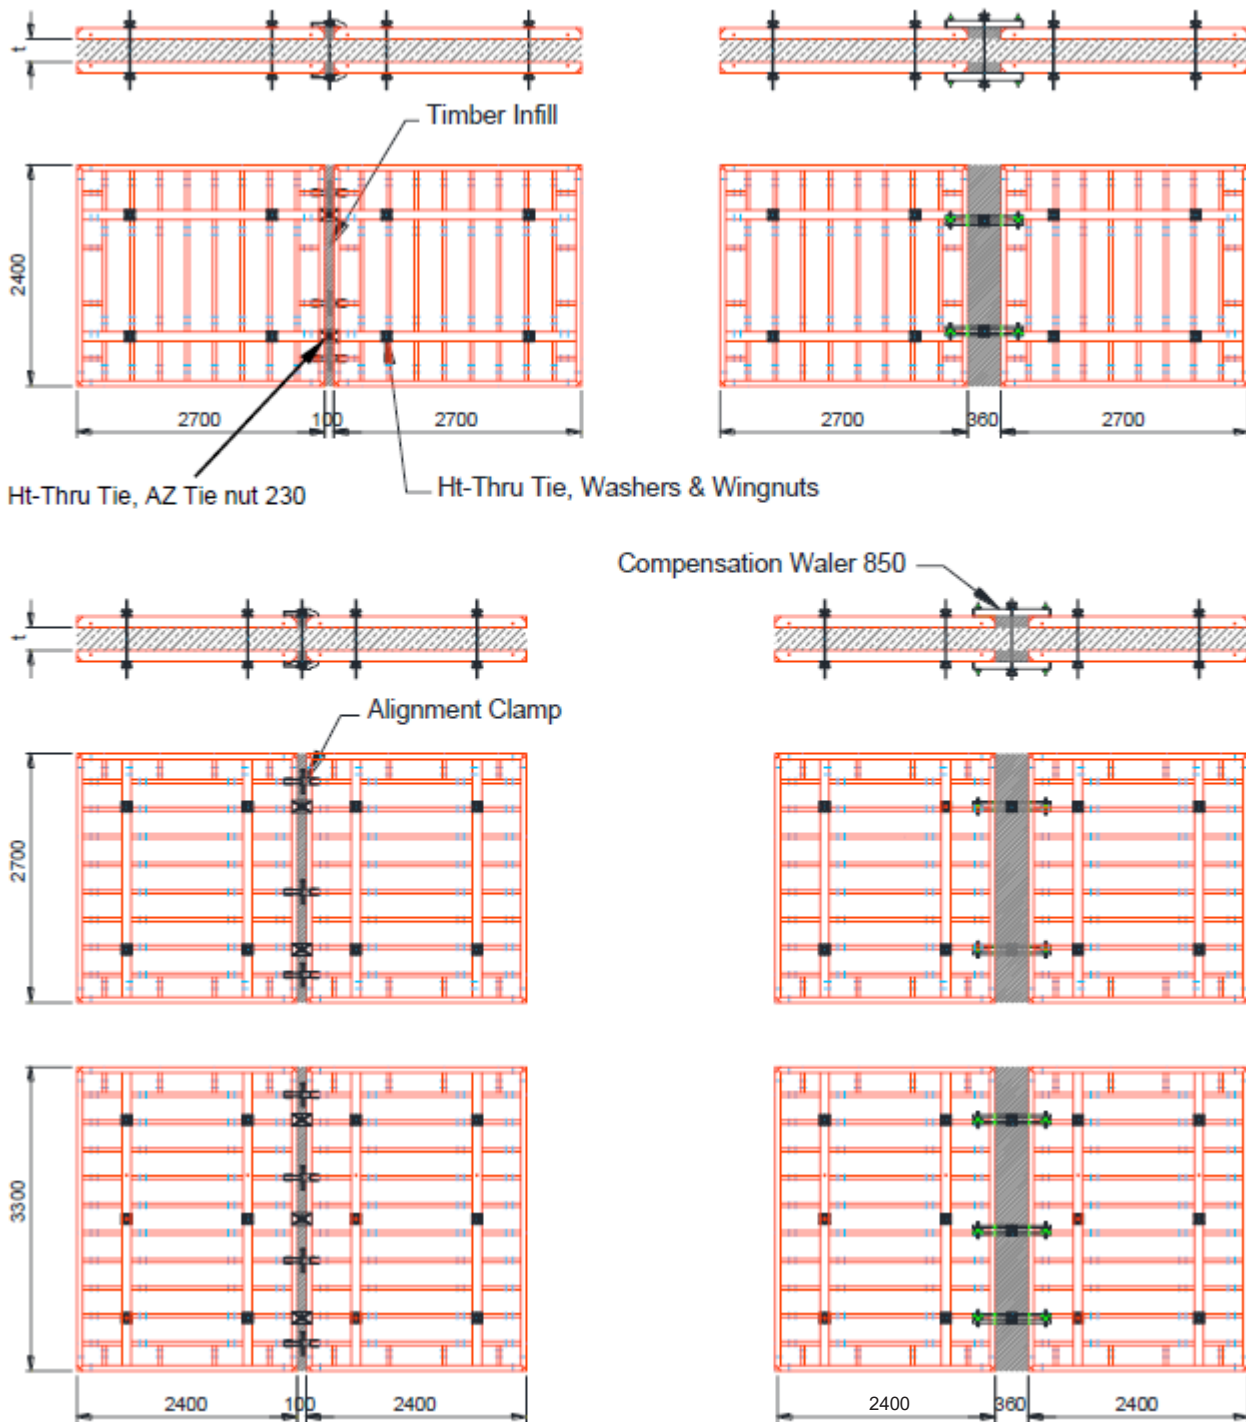 t
Timber Infill
2400
2700
100
2700
2700
360
2700
Ht-Thru Tie, AZ Tie nut 230
Ht-Thru Tie, Washers & Wingnuts
Compensation Waler 850
t
Alignment Clamp
2700
3300
2400
100
2400
2400
360
2400